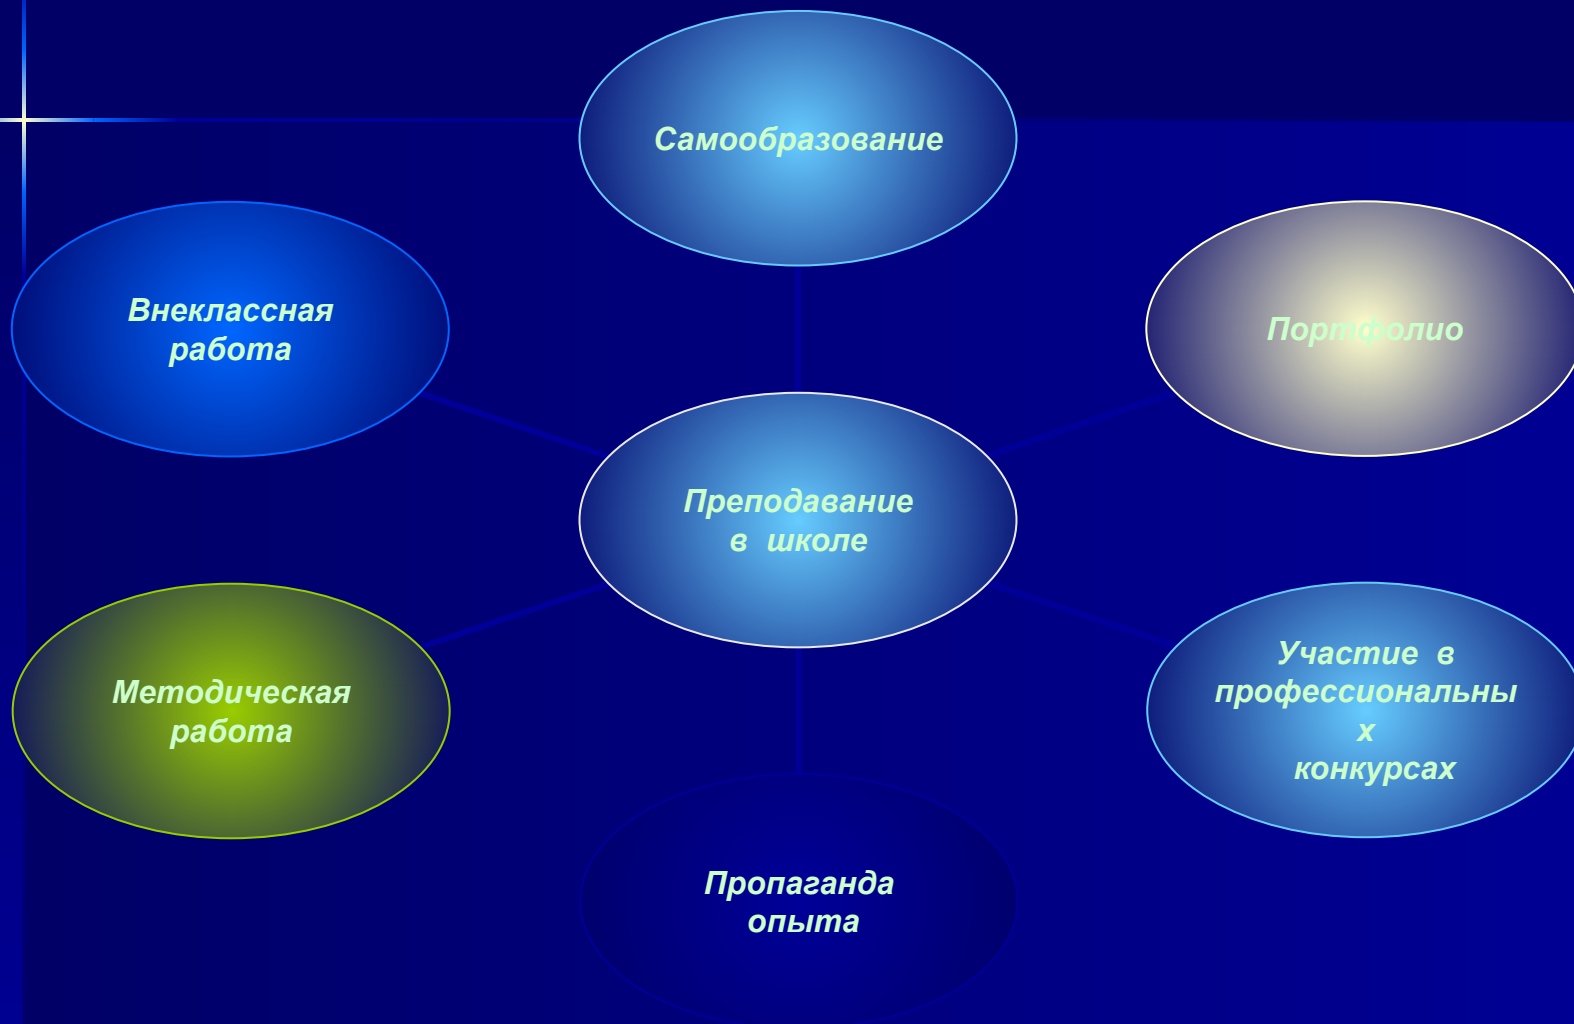 Самообразование
Внеклассная
работа
Портфолио
Преподавание
в школе
Методическая
работа
Участие в
профессиональны
х
конкурсах
Пропаганда
опыта